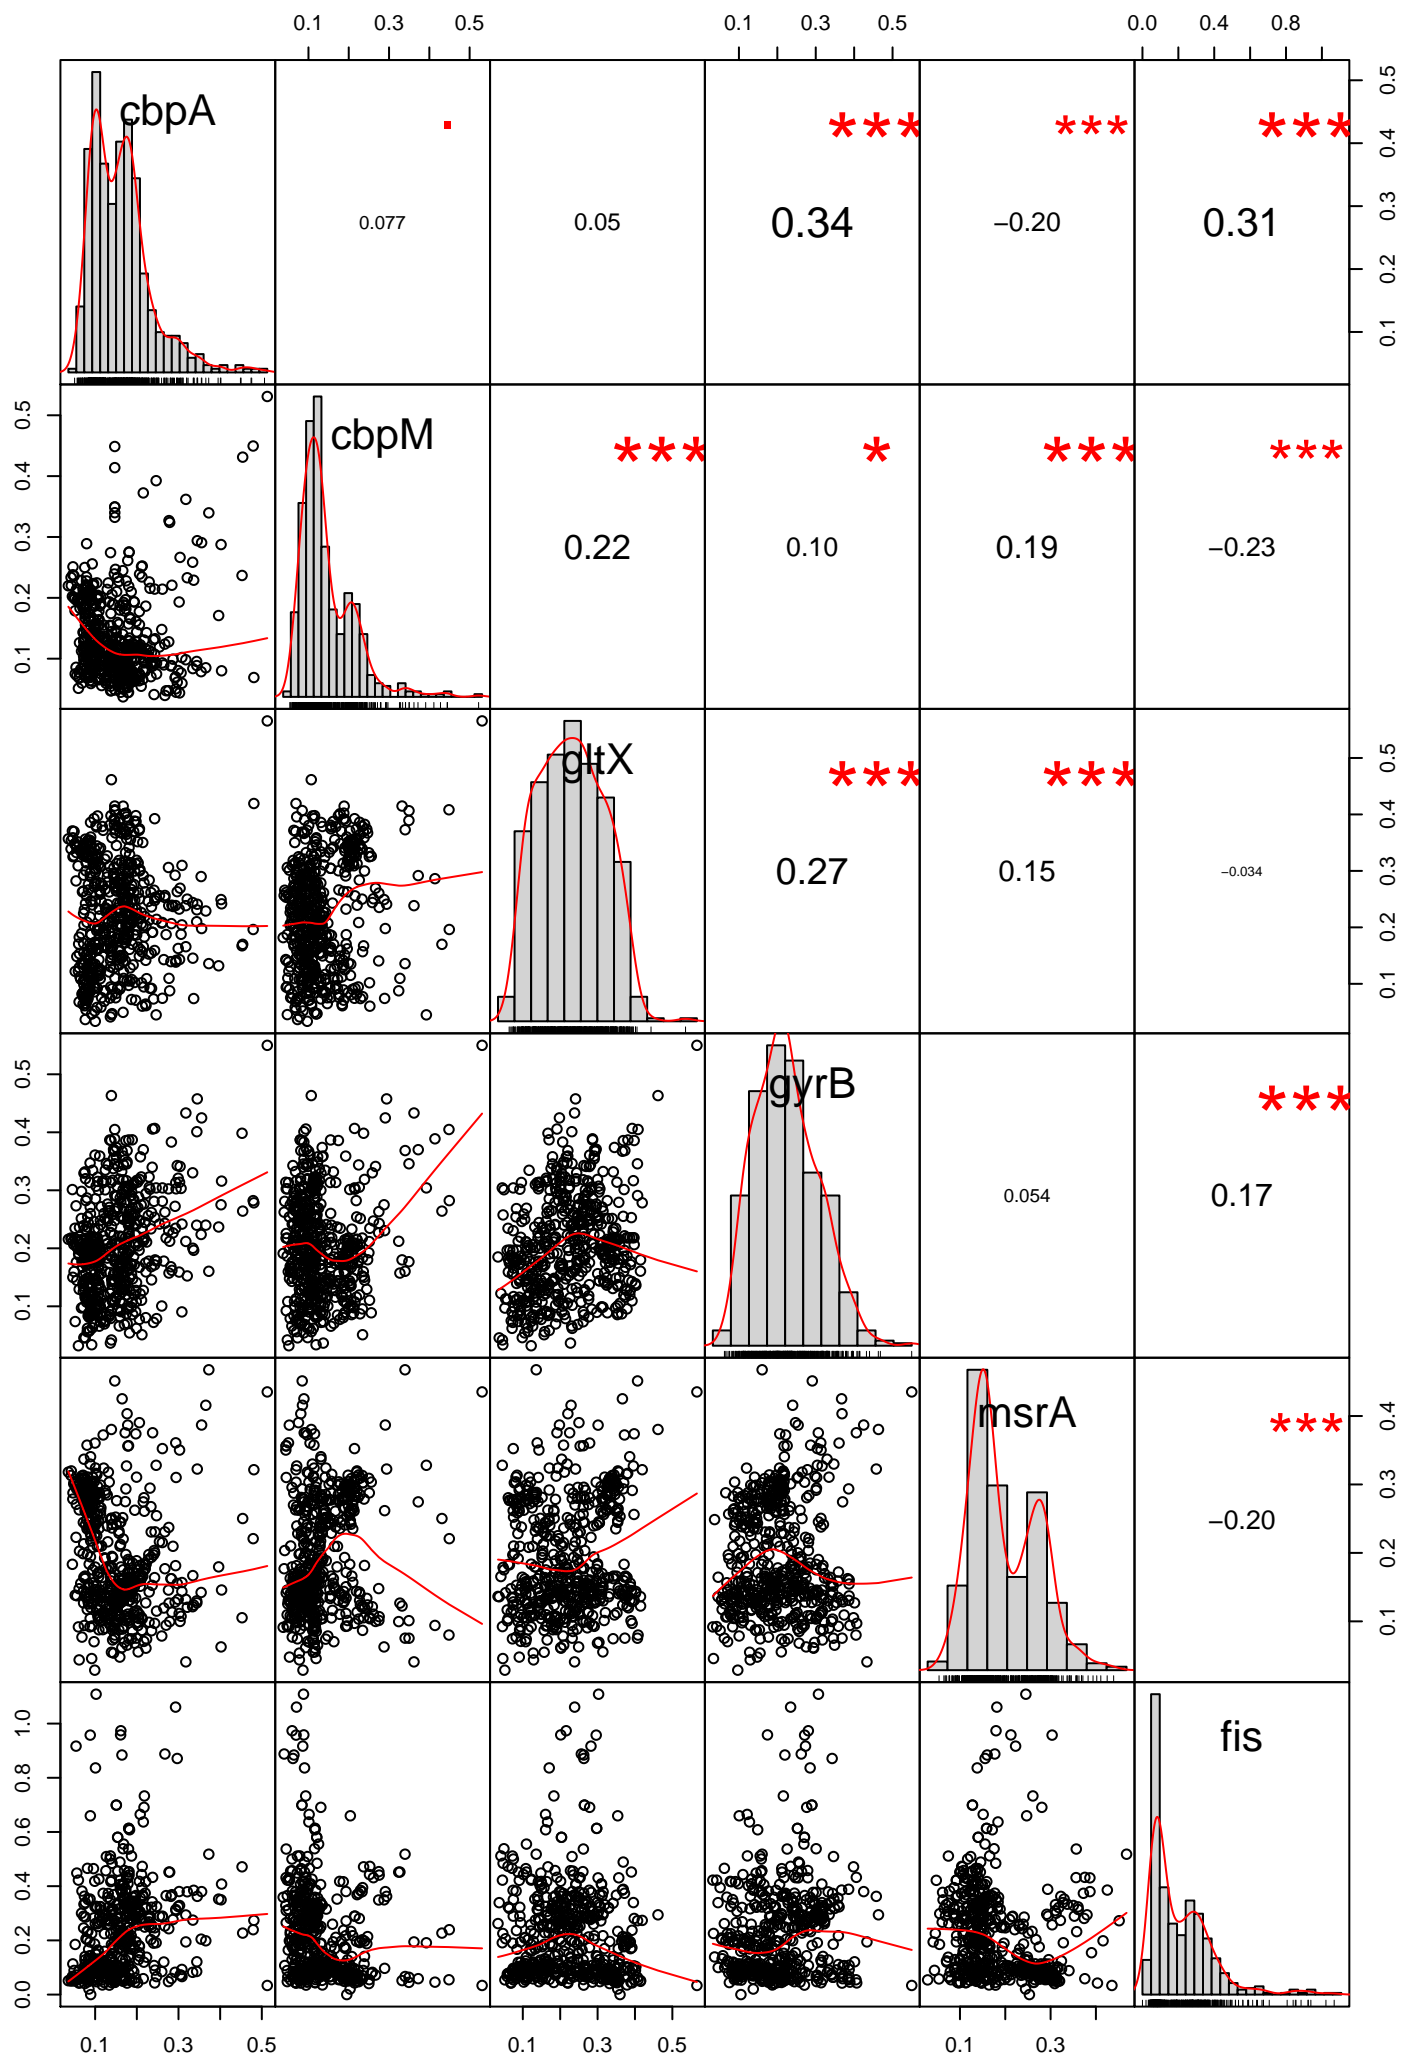 0.1 0.3 0.5 0.1 0.3 0.5 0.0 0.4 0.8
cbpA *** *** ***
0.077 0.05 0.34 −0.20 0.31
0.1 0.2 0.3 0.4 0.5
cbpM *** * *** ***
0.22 0.10 0.19 −0.23
0.1 0.2 0.3 0.4 0.5
gltX *** ***
0.27 0.15 −0.034
0.1 0.2 0.3 0.4 0.5
gyrB ***
0.054 0.17
0.1 0.2 0.3 0.4 0.5
msrA ***
−0.20
0.1 0.2 0.3 0.4
fis
0.0 0.2 0.4 0.6 0.8 1.0
0.1 0.3 0.5 0.1 0.3 0.5 0.1 0.3